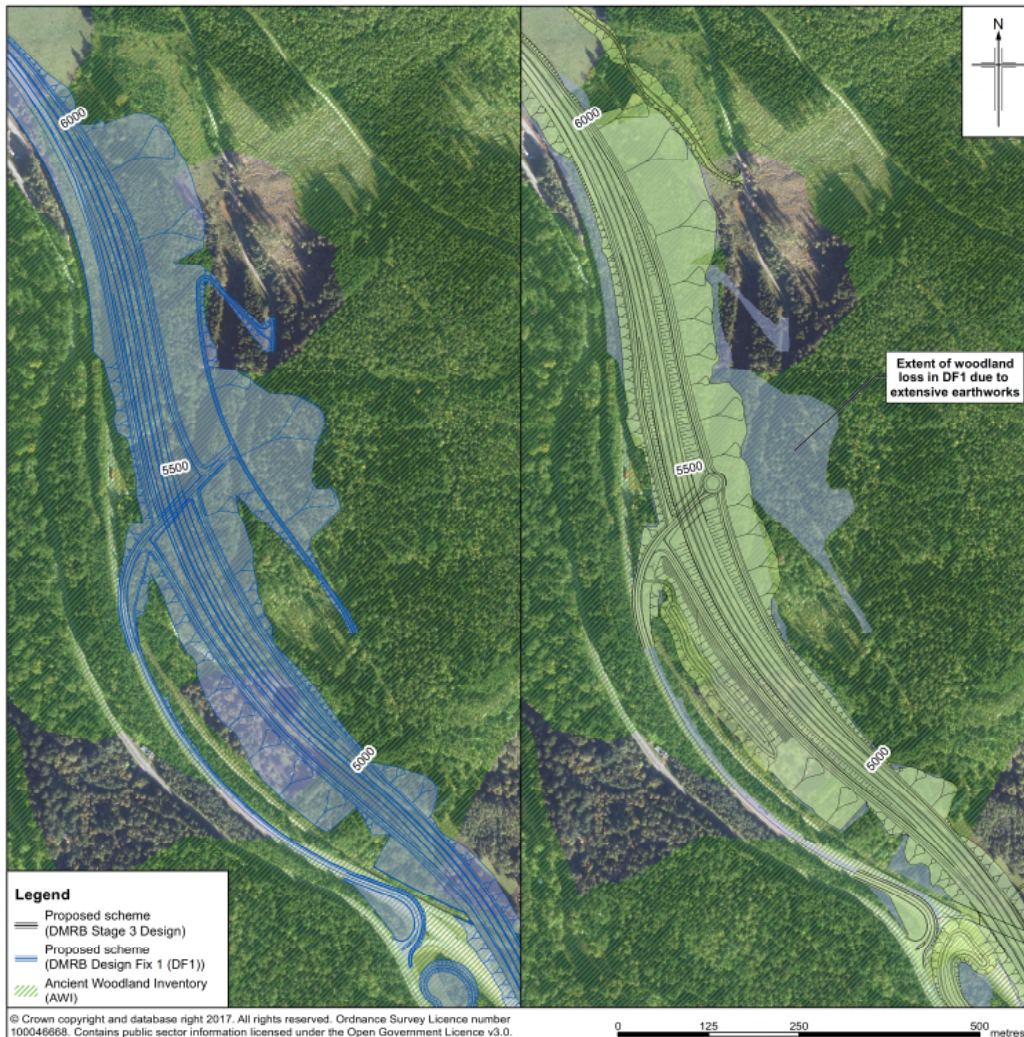 N
6000
6000
Extent of woodland
loss in DF1 due to
extensive earthworks
5500
5500
5000
5000
Legend
Proposed scheme
(DMRB Stage 3 Design)
Proposed scheme
(DMRB Design Fix 1 (DF1))
Ancient Woodland Inventory
(AWI)
© Crown copyright and database right 2017. All rights reserved. Ordnance Survey Licence number
100046668. Contains public sector information licensed under the Open Government Licence v3.0.
0 125 250 500
metres